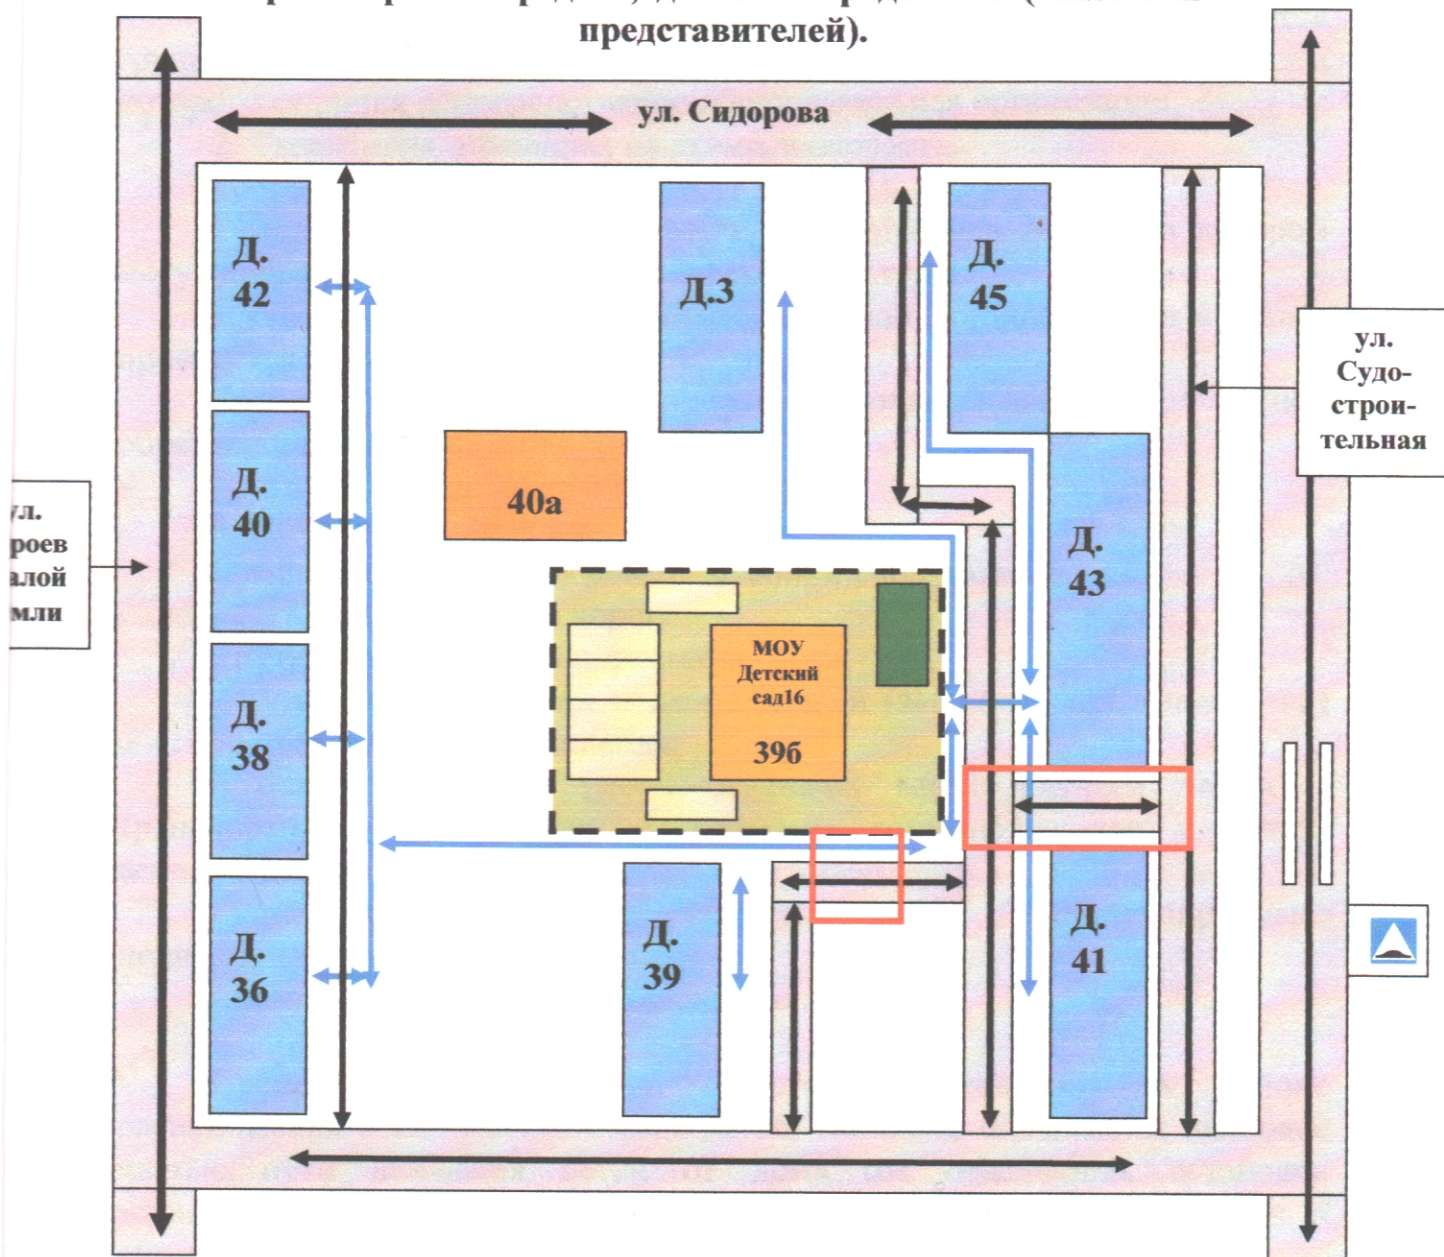 представителей).
ул. Сидорова
Д.
42
Д.3
Д.
45
ул.
Судо-
строи-
тельная
Д.
40
40а
Д.
43
МОУ
Детский
сад16
39б
Д.
38
Д.
36
Д.
39
Д.
41